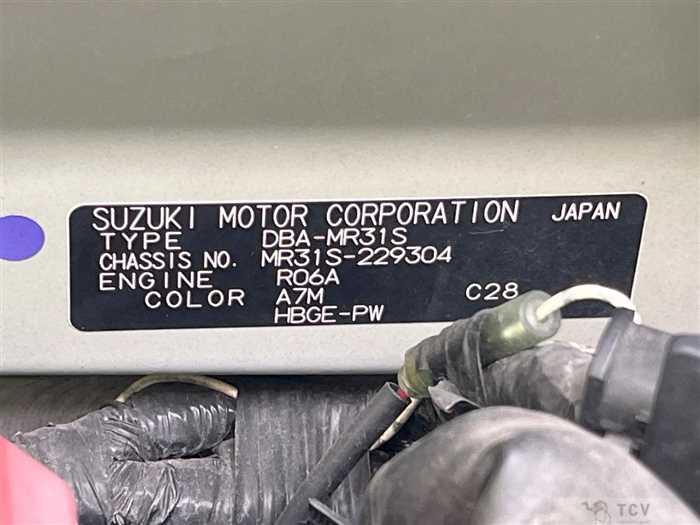 SUZUKI MOTOR CORPORATION JAPAN
TYPE DBA-MR31S
CHASSIS NO. MR31S-229304
ENGINE R06A
COLOR A7M C28
HBGE-PW
TCV